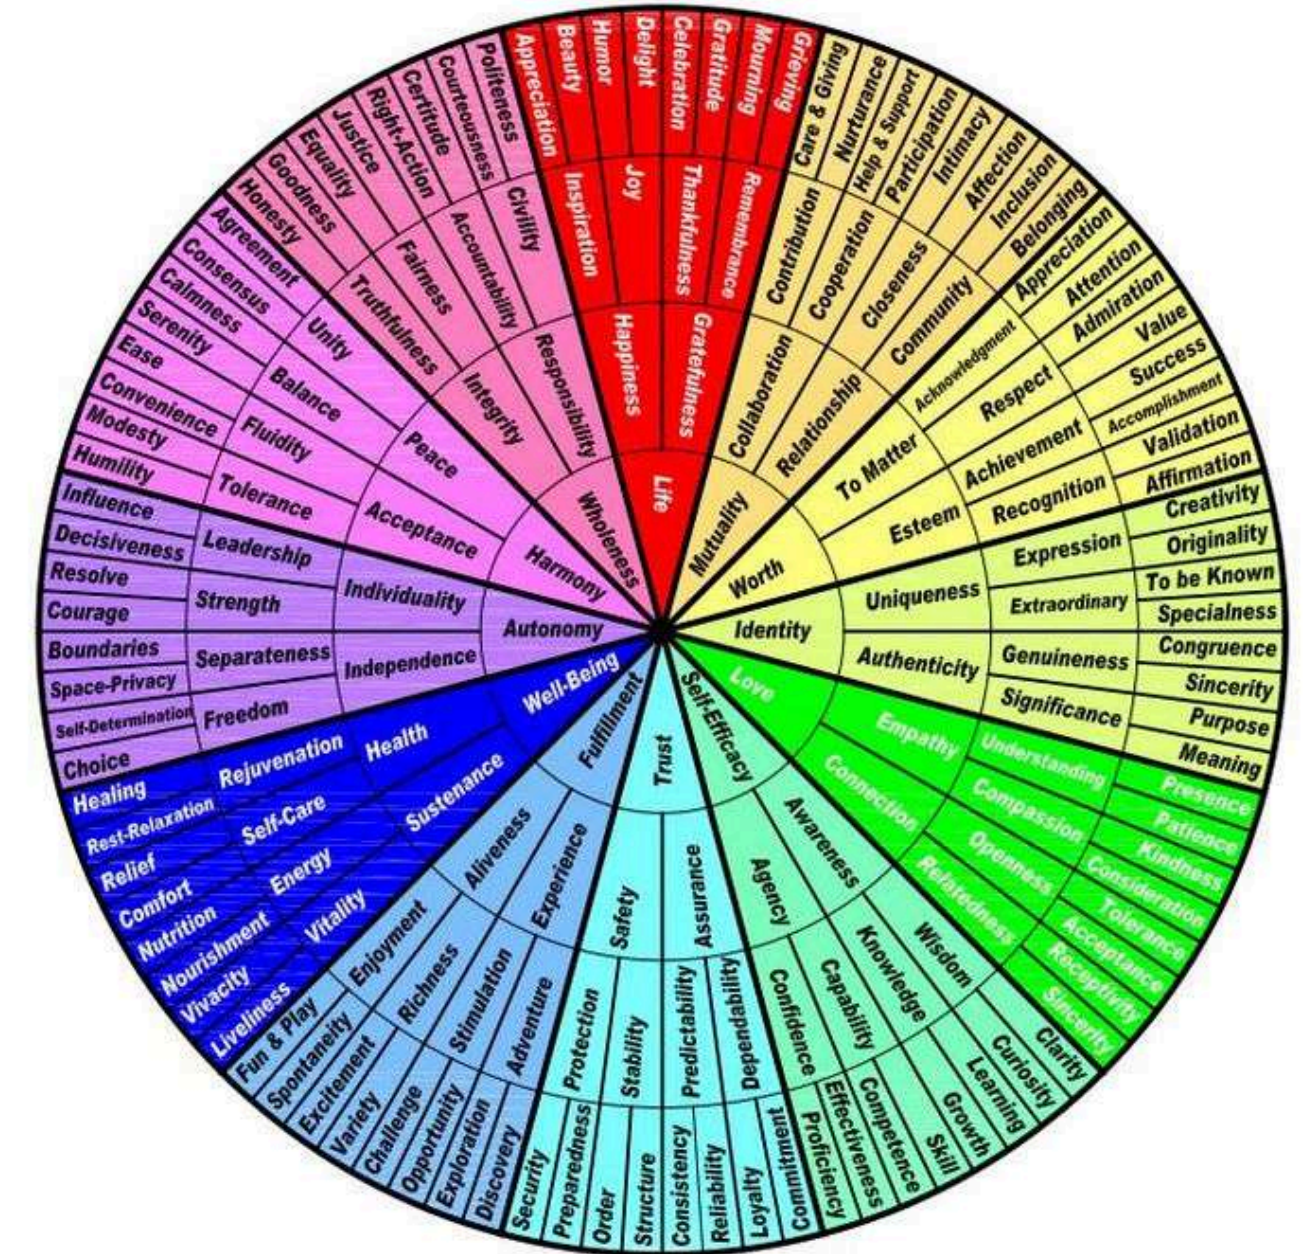 Life
Happiness
Gratefulness
Inspiration
Joy
Thankfulness
Remembrance
Appreciation
Beauty
Humor
Delight
Celebration
Gratitude
Mourning
Grieving
Mutuality
Collaboration
Relationship
Contribution
Cooperation
Closeness
Community
Care & Giving
Nurturance
Help & Support
Participation
Intimacy
Affection
Inclusion
Belonging
Worth
To Matter
Esteem
Acknowledgment
Respect
Achievement
Recognition
Appreciation
Attention
Admiration
Value
Success
Accomplishment
Validation
Affirmation
Identity
Uniqueness
Authenticity
Expression
Extraordinary
Genuineness
Significance
Creativity
Originality
To be Known
Specialness
Congruence
Sincerity
Purpose
Meaning
Love
Empathy
Connection
Understanding
Compassion
Openness
Relatedness
Presence
Patience
Kindness
Consideration
Tolerance
Acceptance
Receptivity
Sincerity
Self-Efficacy
Awareness
Agency
Wisdom
Knowledge
Capability
Confidence
Clarity
Curiosity
Learning
Growth
Skill
Competence
Effectiveness
Proficiency
Trust
Assurance
Safety
Dependability
Predictability
Stability
Protection
Commitment
Loyalty
Reliability
Consistency
Structure
Order
Preparedness
Security
Fulfillment
Experience
Aliveness
Adventure
Stimulation
Richness
Enjoyment
Discovery
Exploration
Opportunity
Challenge
Variety
Excitement
Spontaneity
Fun & Play
Well-Being
Sustenance
Health
Vitality
Energy
Self-Care
Rejuvenation
Liveliness
Vivacity
Nourishment
Nutrition
Comfort
Relief
Rest-Relaxation
Healing
Autonomy
Independence
Individuality
Freedom
Separateness
Strength
Leadership
Choice
Self-Determination
Space-Privacy
Boundaries
Courage
Resolve
Decisiveness
Influence
Harmony
Acceptance
Peace
Tolerance
Fluidity
Balance
Unity
Humility
Modesty
Convenience
Ease
Serenity
Calmness
Consensus
Agreement
Wholeness
Integrity
Responsibility
Truthfulness
Fairness
Accountability
Civility
Honesty
Goodness
Equality
Justice
Right-Action
Certitude
Courteousness
Politeness